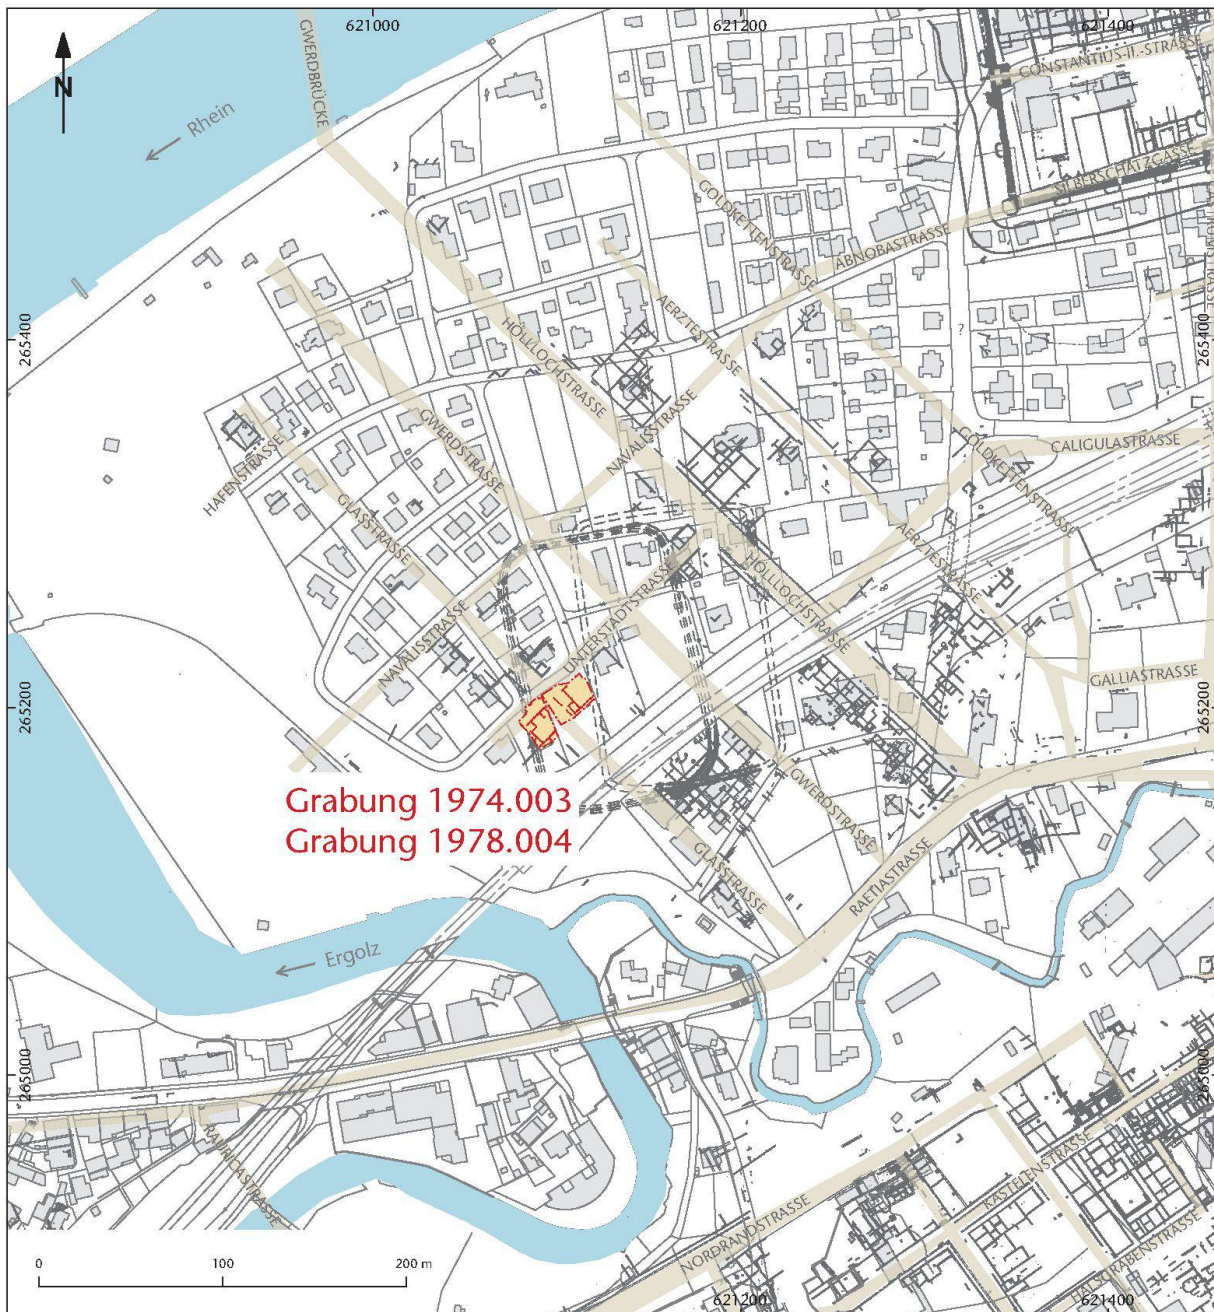 621000
621200
621400
N
GWERDBRÜCKE
Rhein
CONSTANTIUS-II.-STRASSE
SILBERSCHATZGASSE
GOLDKETTENSTRASSE
ABNOBASTRASSE
AERZTESTRASSE
265400
265400
HÖLLLOCHSTRASSE
?
GWERDSTRASSE
NAVALISSTRASSE
CALIGULASTRASSE
GOLDKETTENSTRASSE
HAFENSTRASSE
GLASSTRASSE
AERZTESTRASSE
HÖLLLOCHSTRASSE
UNTERSTADTSTRASSE
NAVALISSTRASSE
GALLIASTRASSE
265200
265200
Grabung 1974.003
Grabung 1978.004
GWERDSTRASSE
GLASSTRASSE
RAETIASTRASSE
Ergolz
265000
265000
RAURICASTRASSE
KASTELENSTRASSE
NORDRANDSTRASSE
HALSGRABENSTRASSE
0
100
200 m
621200
621400